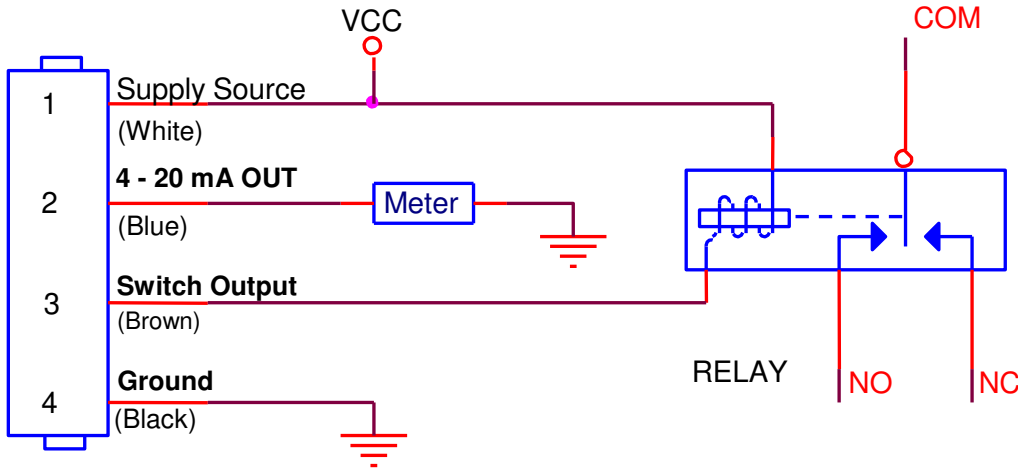 VCC
COM
1
Supply Source
(White)
4 - 20 mA OUT
2
Meter
(Blue)
Switch Output
3
(Brown)
RELAY
NO
NC
Ground
4
(Black)